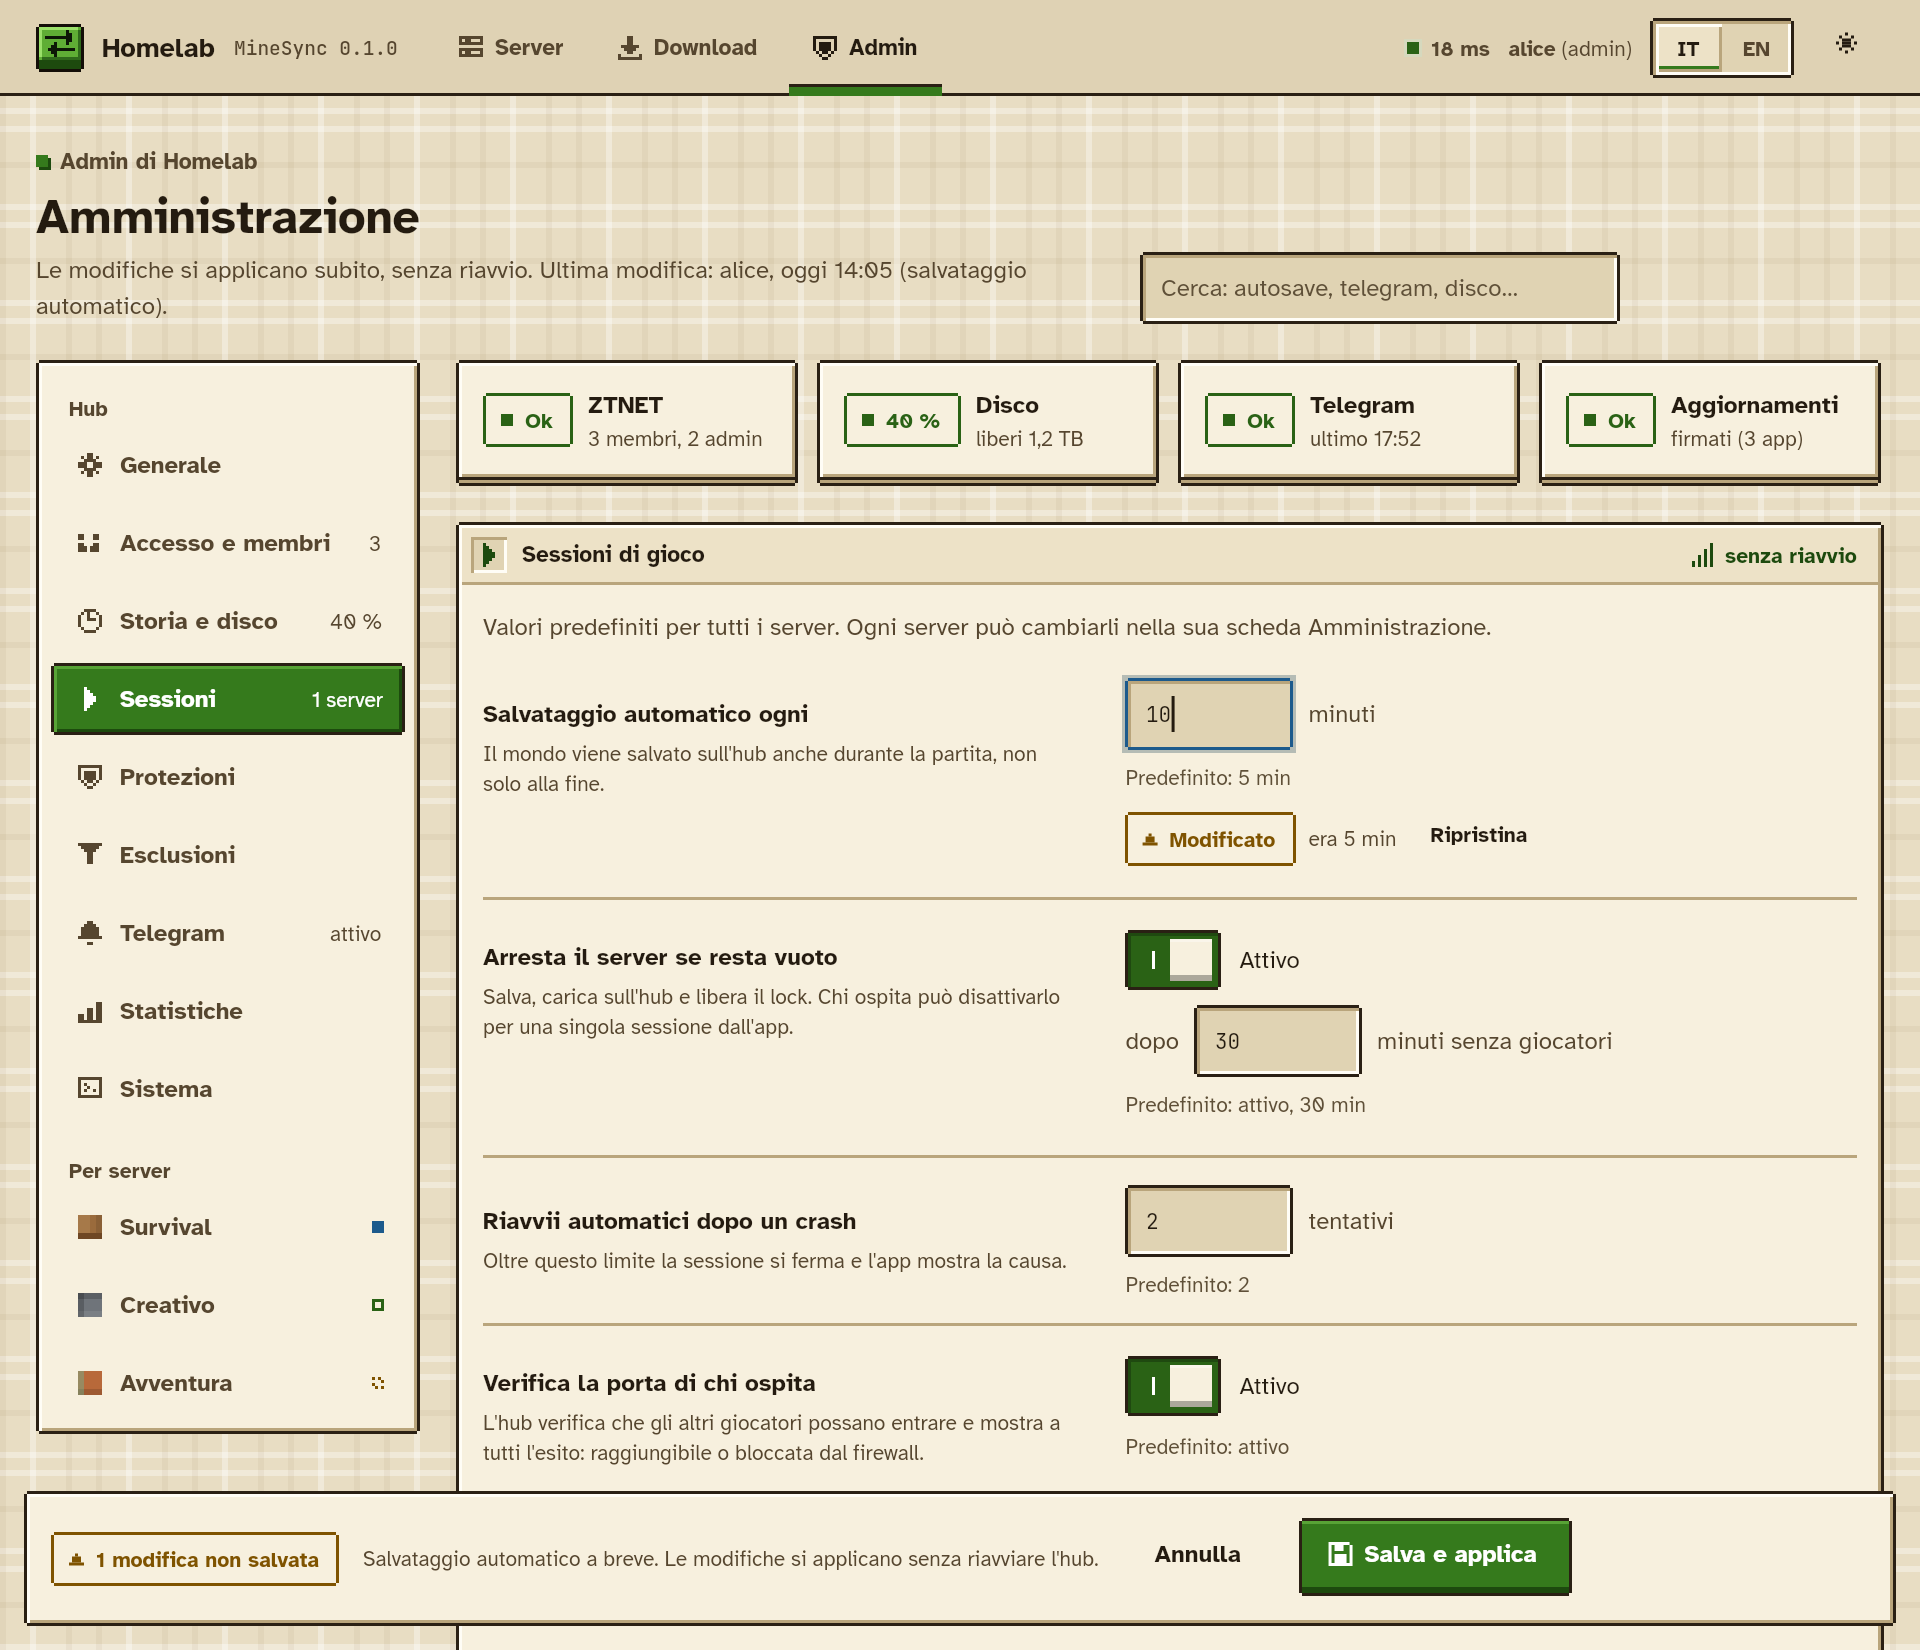 Homelab MineSync 0.1.0 Server Download Admin 18 ms alice (admin) IT EN
Admin di Homelab
Amministrazione
Le modifiche si applicano subito, senza riavvio. Ultima modifica: alice, oggi 14:05 (salvataggio
automatico).
Cerca: autosave, telegram, disco...
Hub
Generale
Accesso e membri 3
Storia e disco 40 %
Sessioni 1 server
Protezioni
Esclusioni
Telegram attivo
Statistiche
Sistema
Per server
Survival
Creativo
Avventura
Ok ZTNET
3 membri, 2 admin
40 % Disco
liberi 1,2 TB
Ok Telegram
ultimo 17:52
Ok Aggiornamenti
firmati (3 app)
Sessioni di gioco senza riavvio
Valori predefiniti per tutti i server. Ogni server può cambiarli nella sua scheda Amministrazione.
Salvataggio automatico ogni
Il mondo viene salvato sull'hub anche durante la partita, non
solo alla fine.
10 minuti
Predefinito: 5 min
Modificato era 5 min Ripristina
Arresta il server se resta vuoto
Salva, carica sull'hub e libera il lock. Chi ospita può disattivarlo
per una singola sessione dall'app.
Attivo
dopo 30 minuti senza giocatori
Predefinito: attivo, 30 min
Riavvii automatici dopo un crash
Oltre questo limite la sessione si ferma e l'app mostra la causa.
2 tentativi
Predefinito: 2
Verifica la porta di chi ospita
L'hub verifica che gli altri giocatori possano entrare e mostra a
tutti l'esito: raggiungibile o bloccata dal firewall.
Attivo
Predefinito: attivo
1 modifica non salvata Salvataggio automatico a breve. Le modifiche si applicano senza riavviare l'hub. Annulla Salva e applica